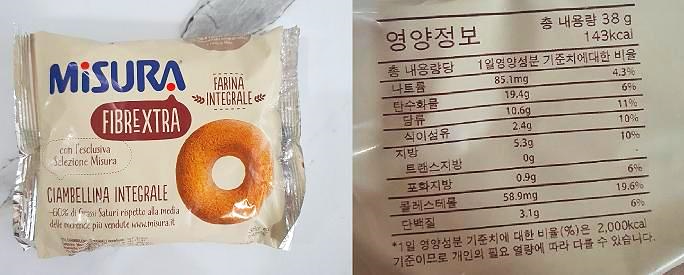 MiSURA
FARINA
INTEGRALE
FIBREXTRA
con l'esclusiva
Selezione Misura
CIAMBELLINA INTEGRALE
-60% di Grassi Saturi rispetto alla media
delle merende più vendute www.misura.it
영양정보
총 내용량 38 g
143kcal
총 내용량당 1일영양성분 기준치에대한 비율
나트륨 85.1mg 4.3%
탄수화물 19.4g 6%
당류 10.6g 11%
식이섬유 2.4g 10%
지방 5.3g 10%
트랜스지방 0g
포화지방 0.9g 6%
콜레스테롤 58.9mg 19.6%
단백질 3.1g 6%
*1일 영양성분 기준치에 대한 비율(%)은 2,000kcal
기준이므로 개인의 필요 열량에 따라 다를 수 있습니다.